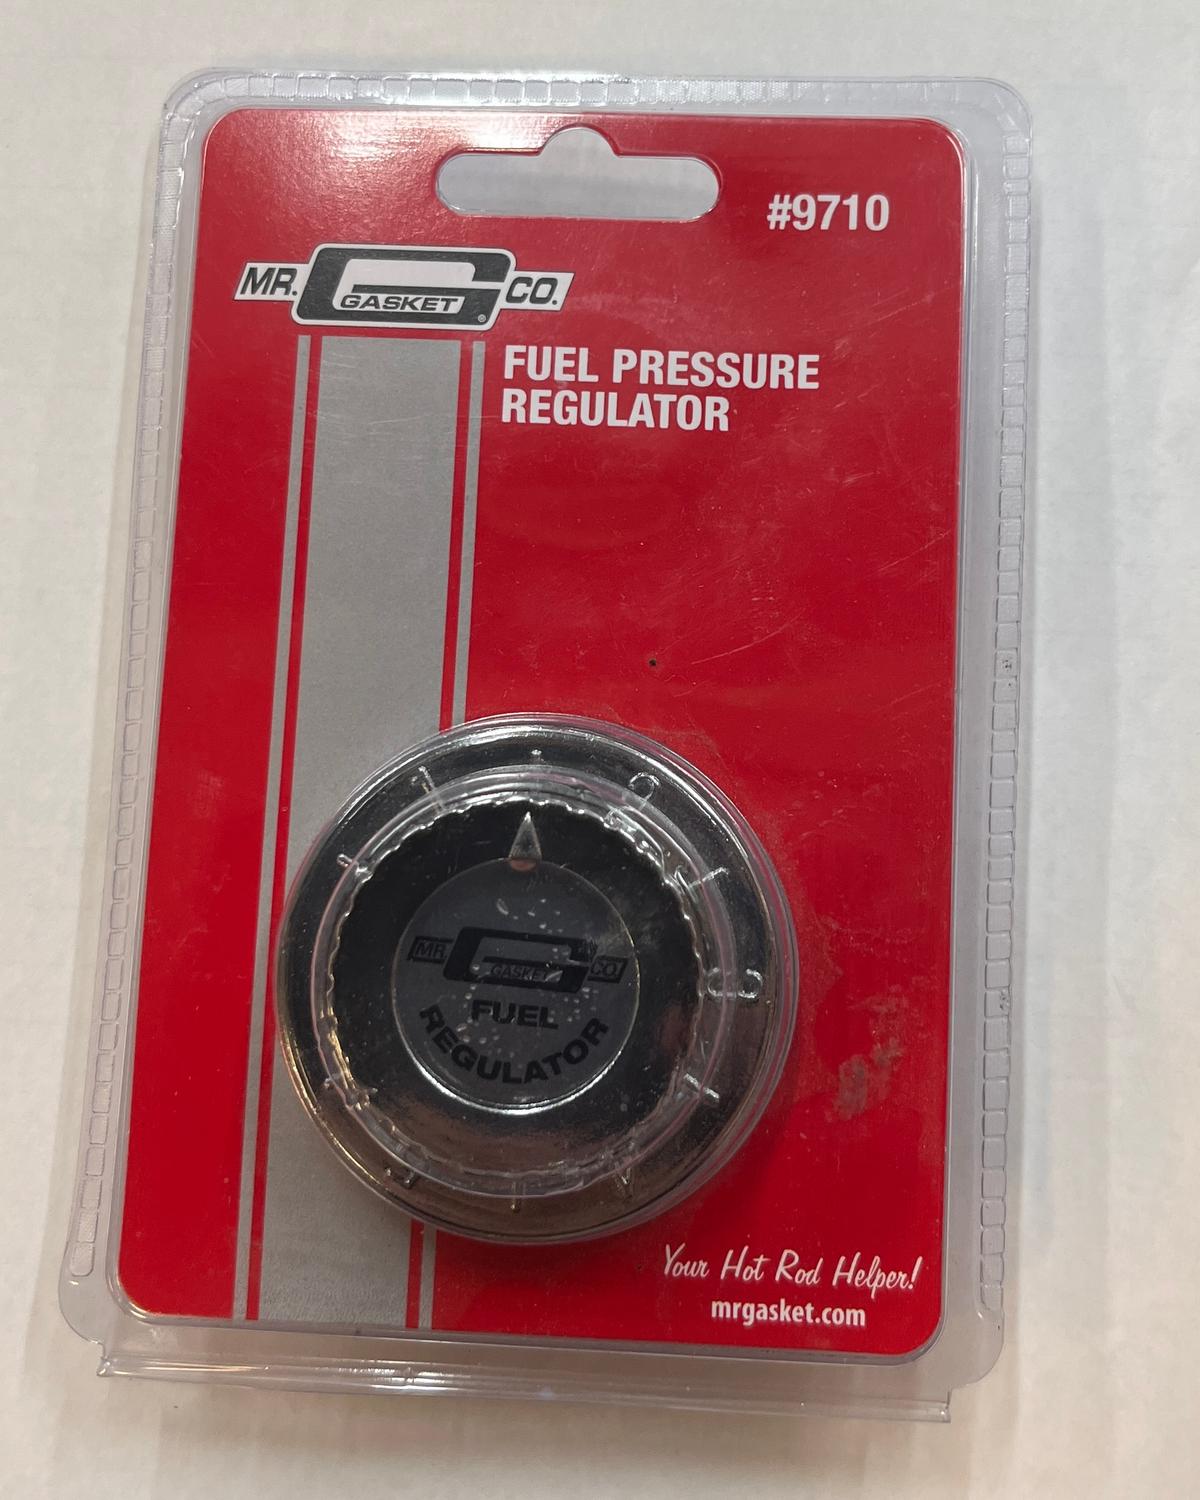 #9710
MR. GASKET CO.
®
FUEL PRESSURE
REGULATOR
MR. GASKET CO.
FUEL
REGULATOR
Your Hot Rod Helper!
mrgasket.com